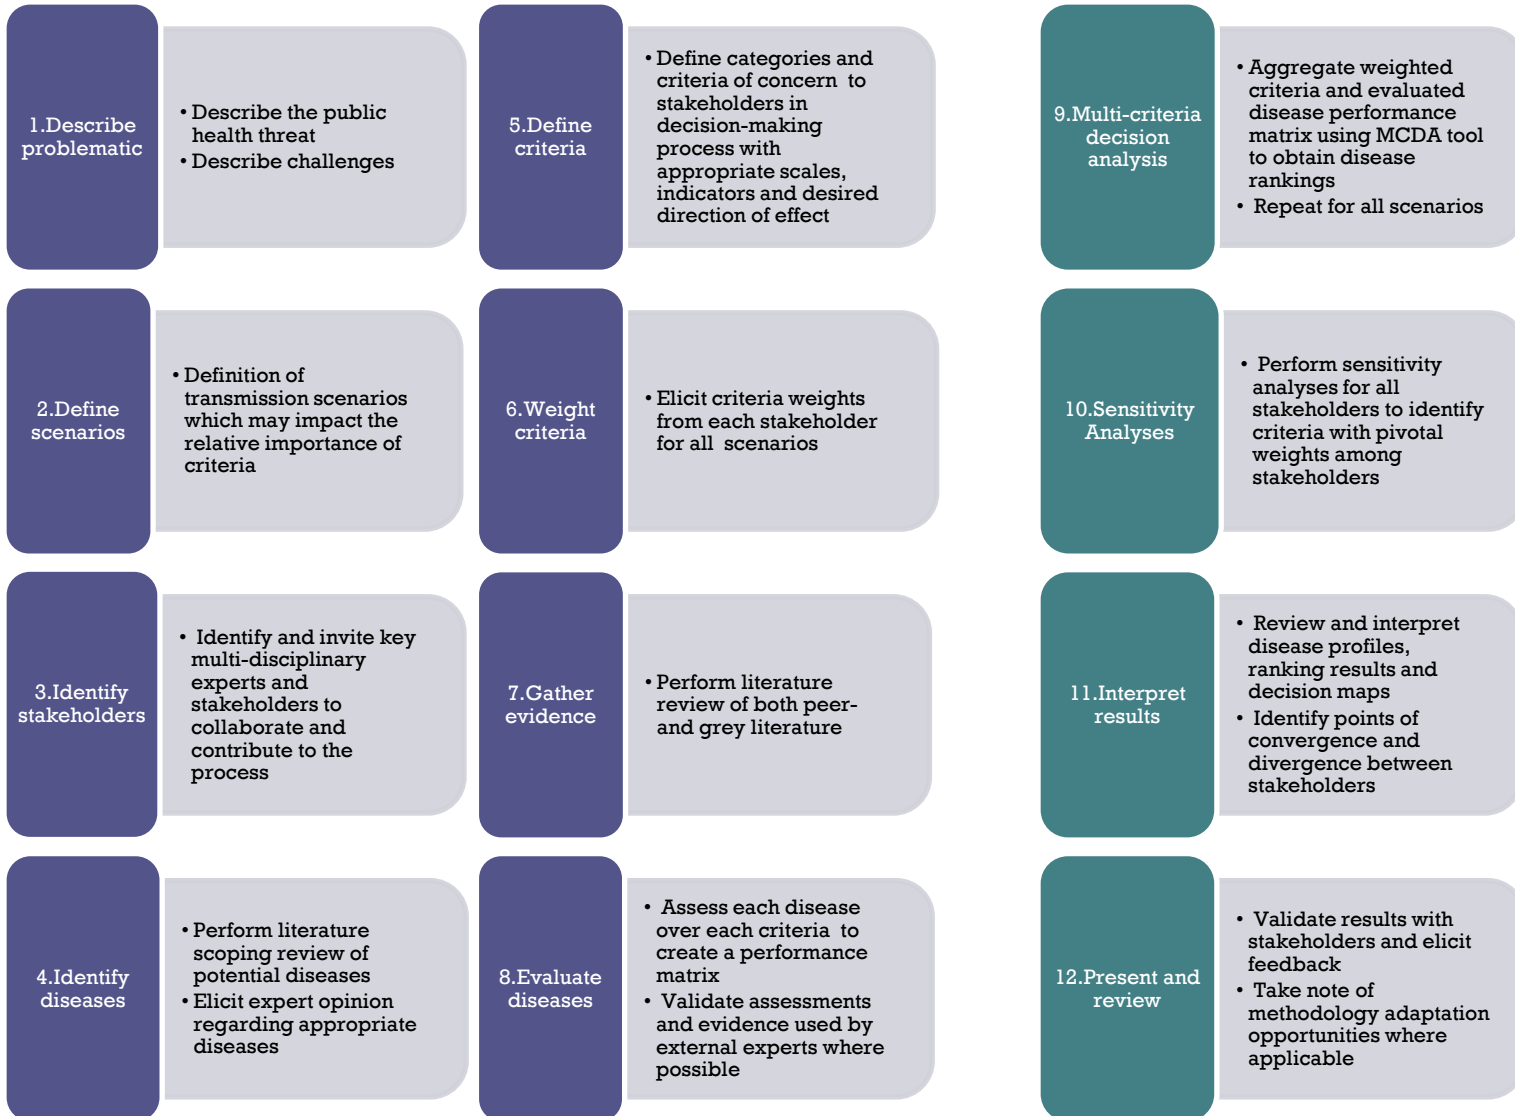 1.Describe
problematic
• Describe the public
health threat
• Describe challenges
2.Define
scenarios
• Definition of
transmission scenarios
which may impact the
relative importance of
criteria
3.Identify
stakeholders
• Identify and invite key
multi-disciplinary
experts and
stakeholders to
collaborate and
contribute to the
process
4.Identify
diseases
• Perform literature
scoping review of
potential diseases
• Elicit expert opinion
regarding appropriate
diseases
5.Define
criteria
• Define categories and
criteria of concern to
stakeholders in
decision-making
process with
appropriate scales,
indicators and desired
direction of effect
6.Weight
criteria
• Elicit criteria weights
from each stakeholder
for all scenarios
7.Gather
evidence
• Perform literature
review of both peer-
and grey literature
8.Evaluate
diseases
• Assess each disease
over each criteria to
create a performance
matrix
• Validate assessments
and evidence used by
external experts where
possible
9.Multi-criteria
decision
analysis
• Aggregate weighted
criteria and evaluated
disease performance
matrix using MCDA tool
to obtain disease
rankings
• Repeat for all scenarios
10.Sensitivity
Analyses
• Perform sensitivity
analyses for all
stakeholders to identify
criteria with pivotal
weights among
stakeholders
11.Interpret
results
• Review and interpret
disease profiles,
ranking results and
decision maps
• Identify points of
convergence and
divergence between
stakeholders
12.Present and
review
• Validate results with
stakeholders and elicit
feedback
• Take note of
methodology adaptation
opportunities where
applicable